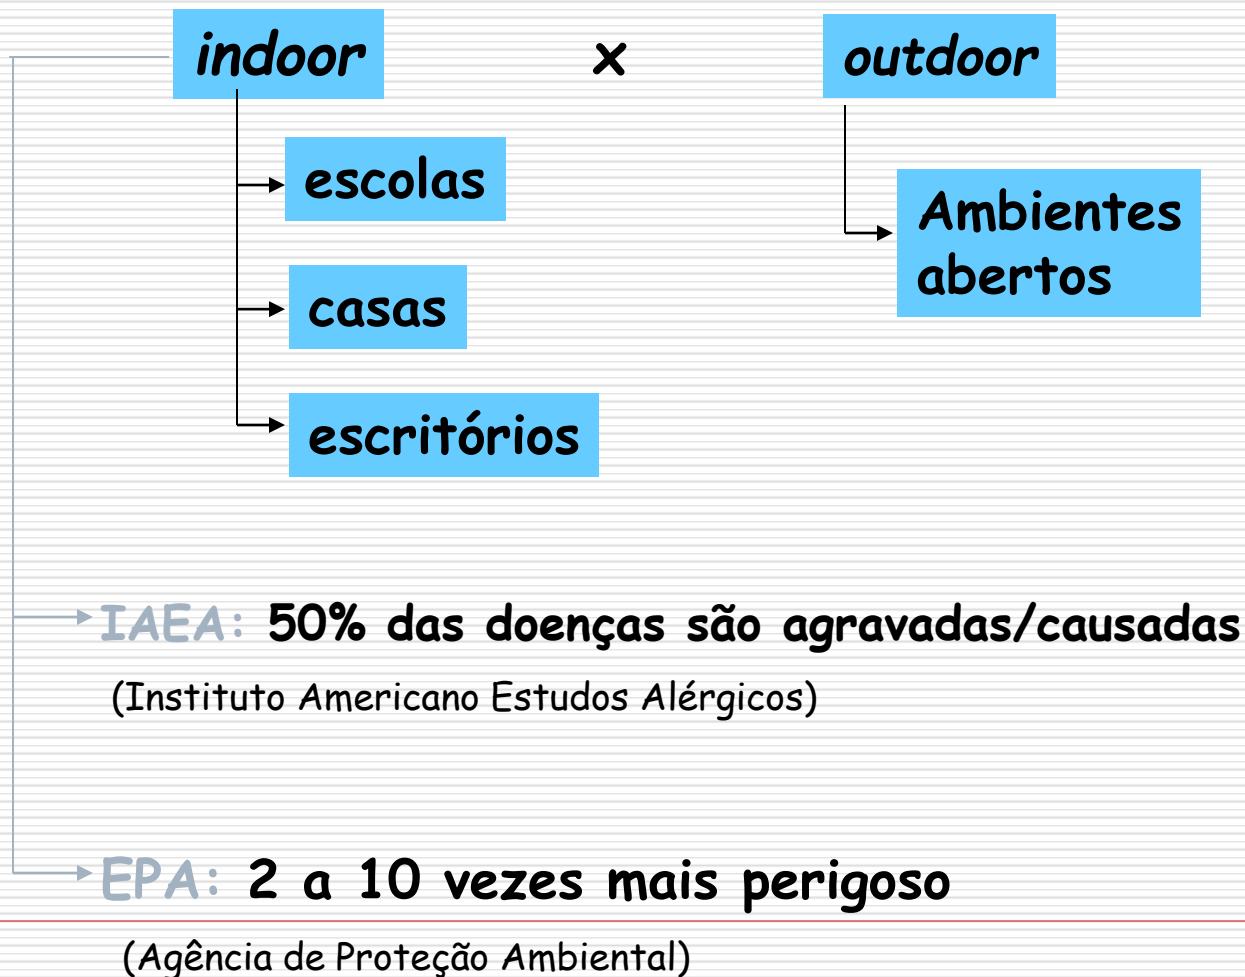 indoor x outdoor
escolas
Ambientes
abertos
casas
escritórios
IAEA: 50% das doenças são agravadas/causadas
(Instituto Americano Estudos Alérgicos)
EPA: 2 a 10 vezes mais perigoso
(Agência de Proteção Ambiental)